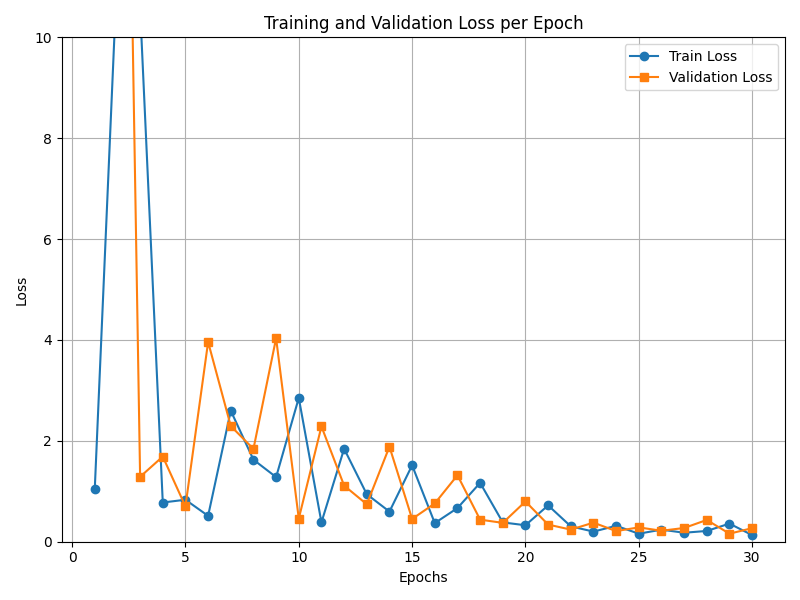 Training and Validation Loss per Epoch
Train Loss
Validation Loss
Loss
10
8
6
4
2
0
0 5 10 15 20 25 30
Epochs